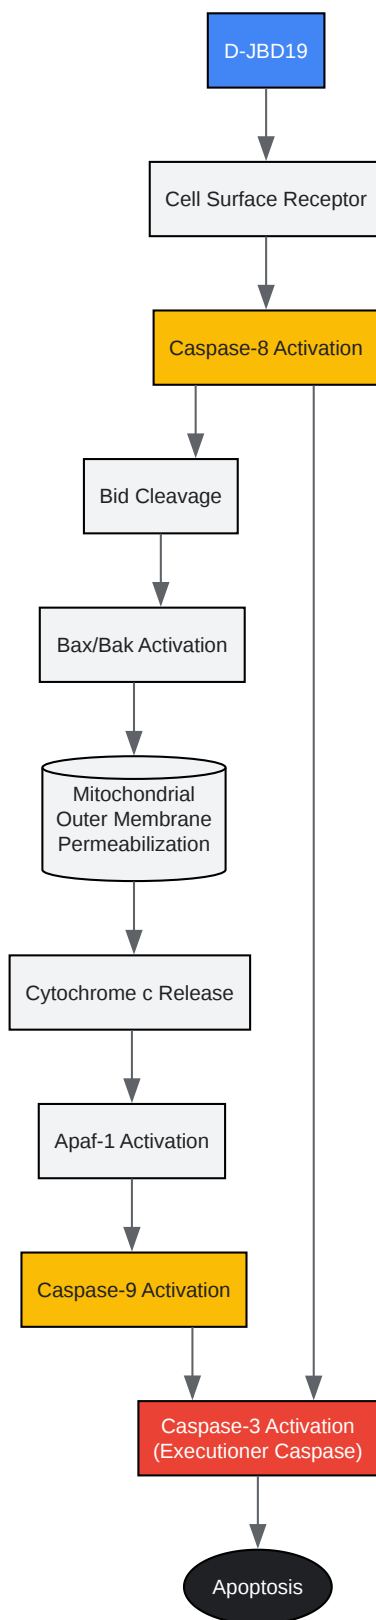 D-JBD19
Cell Surface Receptor
Caspase-8 Activation
Bid Cleavage
Bax/Bak Activation
Mitochondrial
Outer Membrane
Permeabilization
Cytochrome c Release
Apaf-1 Activation
Caspase-9 Activation
Caspase-3 Activation
(Executioner Caspase)
Apoptosis